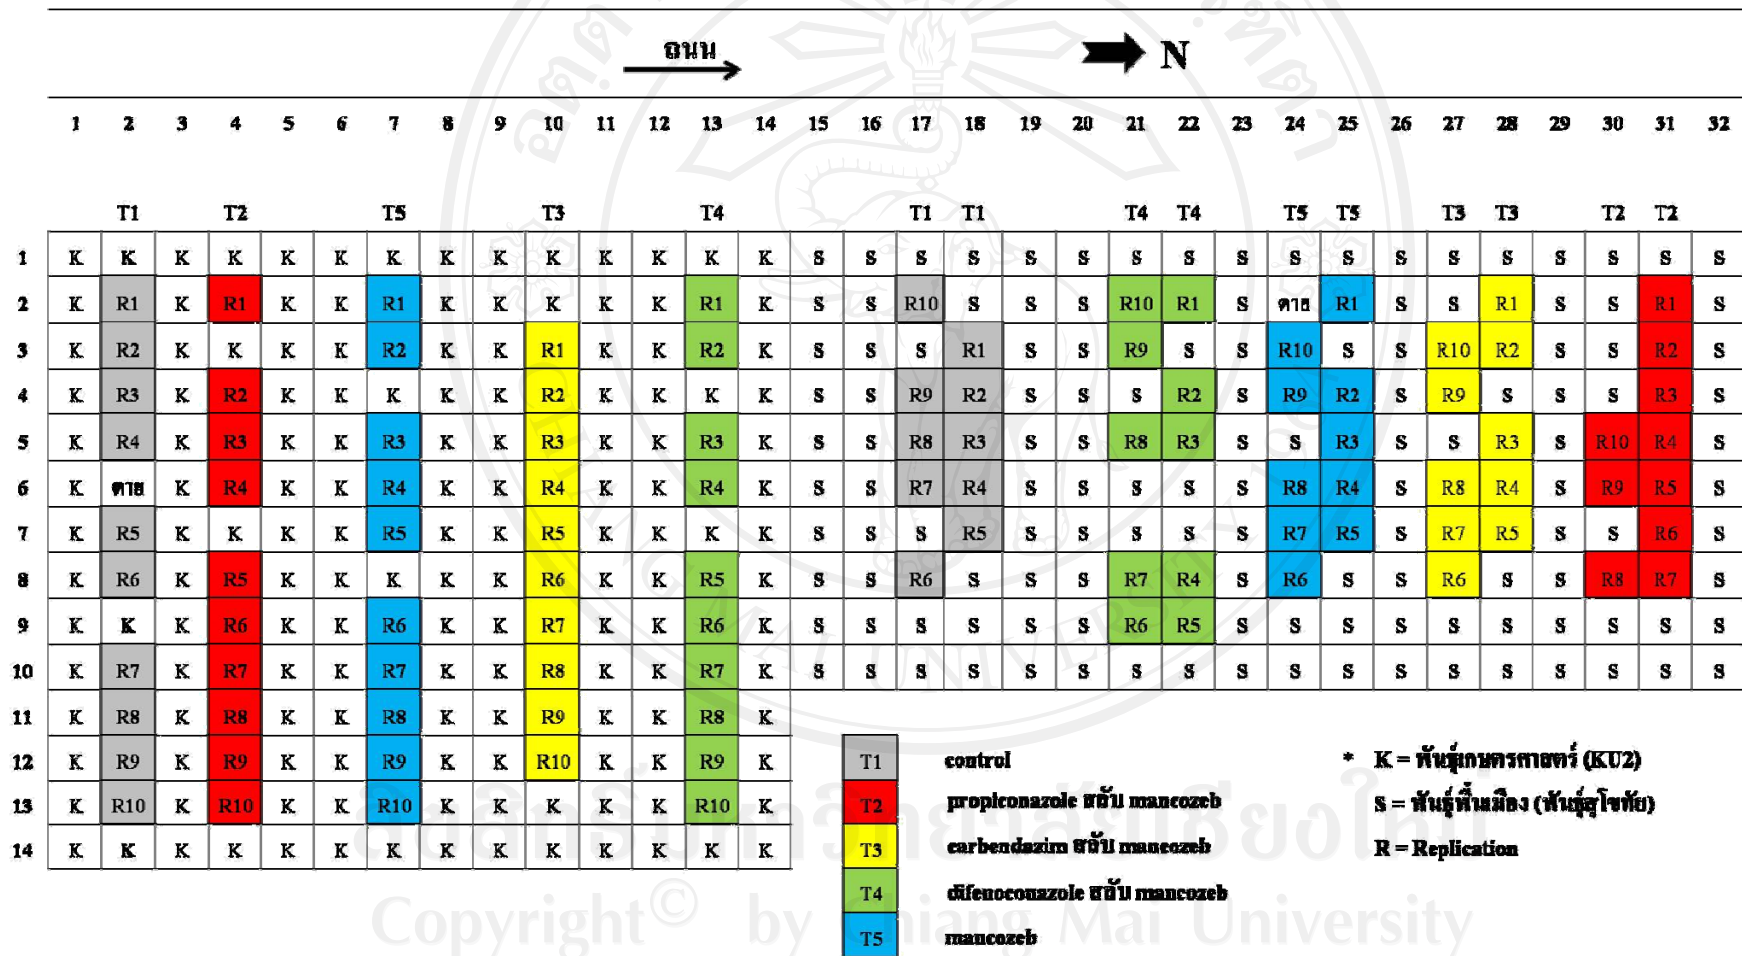 ถนน N
1 2 3 4 5 6 7 8 9 10 11 12 13 14 15 16 17 18 19 20 21 22 23 24 25 26 27 28 29 30 31 32
T1 T2 T5 T3 T4 T1 T1 T4 T4 T5 T5 T3 T3 T2 T2
1 K K K K K K K K K K K K K K S S S S S S S S S S S S S S S S S S
2 K R1 K R1 K K R1 K K K K K R1 K S S R10 S S S R10 R1 S ตาย R1 S S R1 S S R1 S
3 K R2 K K K K R2 K K R1 K K R2 K S S S R1 S S R9 S S R10 S S R10 R2 S S R2 S
4 K R3 K R2 K K K K K R2 K K K K S S R9 R2 S S S R2 S R9 R2 S R9 S S S R3 S
5 K R4 K R3 K K R3 K K R3 K K R3 K S S R8 R3 S S R8 R3 S S R3 S S R3 S R10 R4 S
6 K ตาย K R4 K K R4 K K R4 K K R4 K S S R7 R4 S S S S S R8 R4 S R8 R4 S R9 R5 S
7 K R5 K K K K R5 K K R5 K K K K S S S R5 S S S S S R7 R5 S R7 R5 S S R6 S
8 K R6 K R5 K K K K K R6 K K R5 K S S R6 S S S R7 R4 S R6 S S R6 S S R8 R7 S
9 K K K R6 K K R6 K K R7 K K R6 K S S S S S S R6 R5 S S S S S S S S S S
10 K R7 K R7 K K R7 K K R8 K K R7 K S S S S S S S S S S S S S S S S S S
11 K R8 K R8 K K R8 K K R9 K K R8 K
12 K R9 K R9 K K R9 K K R10 K K R9 K
13 K R10 K R10 K K R10 K K K K K R10 K
14 K K K K K K K K K K K K K K
T1 control
T2 propiconazole สลับ mancozeb
T3 carbendazim สลับ mancozeb
T4 difenoconazole สลับ mancozeb
T5 mancozeb
* K = พันธุ์เกษตรศาสตร์ (KU2)
S = พันธุ์พื้นเมือง (พันธุ์สุโขทัย)
R = Replication
Copyright© by Chiang Mai University
CHIANG MAI UNIVERSITY